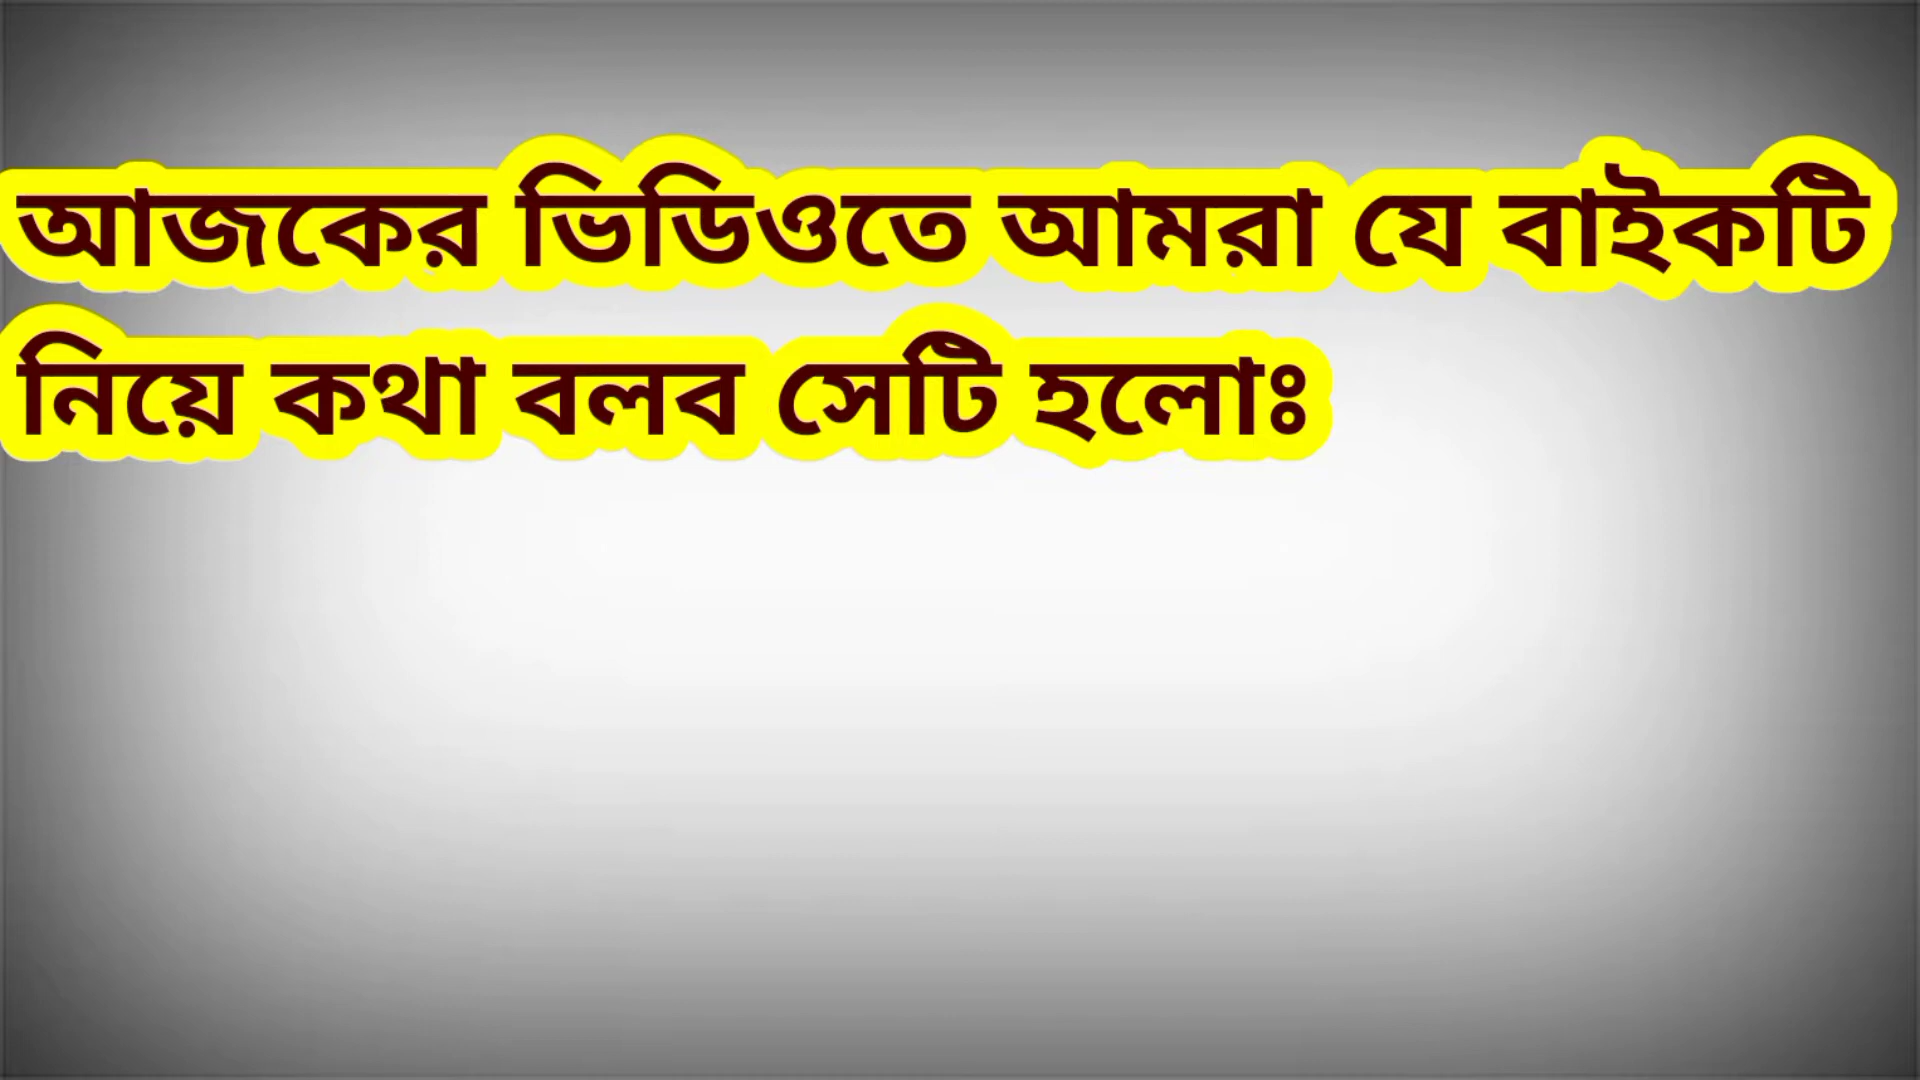 আজকের ভিডিওতে আমরা যে বাইকটি
নিয়ে কথা বলব সেটি হলোঃ